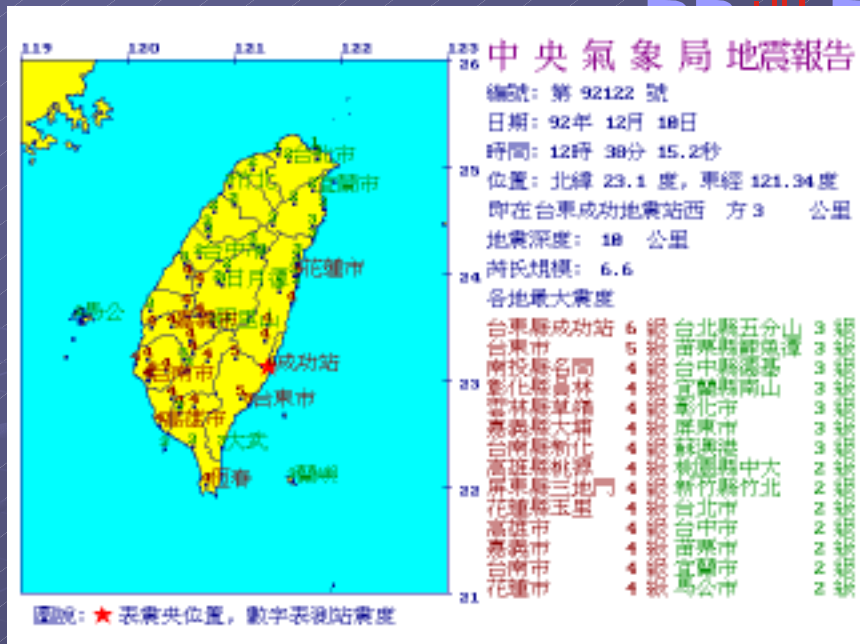 119 120 121 122 123
26
25
24
23
22
21
台北市
竹北
宜蘭市
台中市
花蓮市
日月潭
馬公
成功站
台南市
台東市
高雄市
大武
恆春
蘭嶼
中央氣象局地震報告
編號: 第 92122 號
日期: 92年 12月 10日
時間: 12時 38分 15.2秒
位置: 北緯 23.1 度, 東經 121.34度
即在台東成功地震站西 方 3 公里
地震深度: 10 公里
芮氏規模: 6.6
各地最大震度
台東縣成功站 6 級 台北縣五分山 3 級
台東市 5 級 苗栗縣鯉魚潭 3 級
南投縣名間 4 級 台中縣德基 3 級
彰化縣員林 4 級 宜蘭縣南山 3 級
雲林縣草嶺 4 級 彰化市 3 級
嘉義縣大埔 4 級 屏東市 3 級
台南縣新化 4 級 蘇澳港 3 級
高雄縣桃源 4 級 桃園縣中大 2 級
屏東縣三地門 4 級 新竹縣竹北 2 級
花蓮縣玉里 4 級 台北市 2 級
高雄市 4 級 台中市 2 級
嘉義市 4 級 苗栗市 2 級
台南市 4 級 宜蘭市 2 級
花蓮市 4 級 馬公市 2 級
圖說: ★ 表震央位置, 數字表測站震度